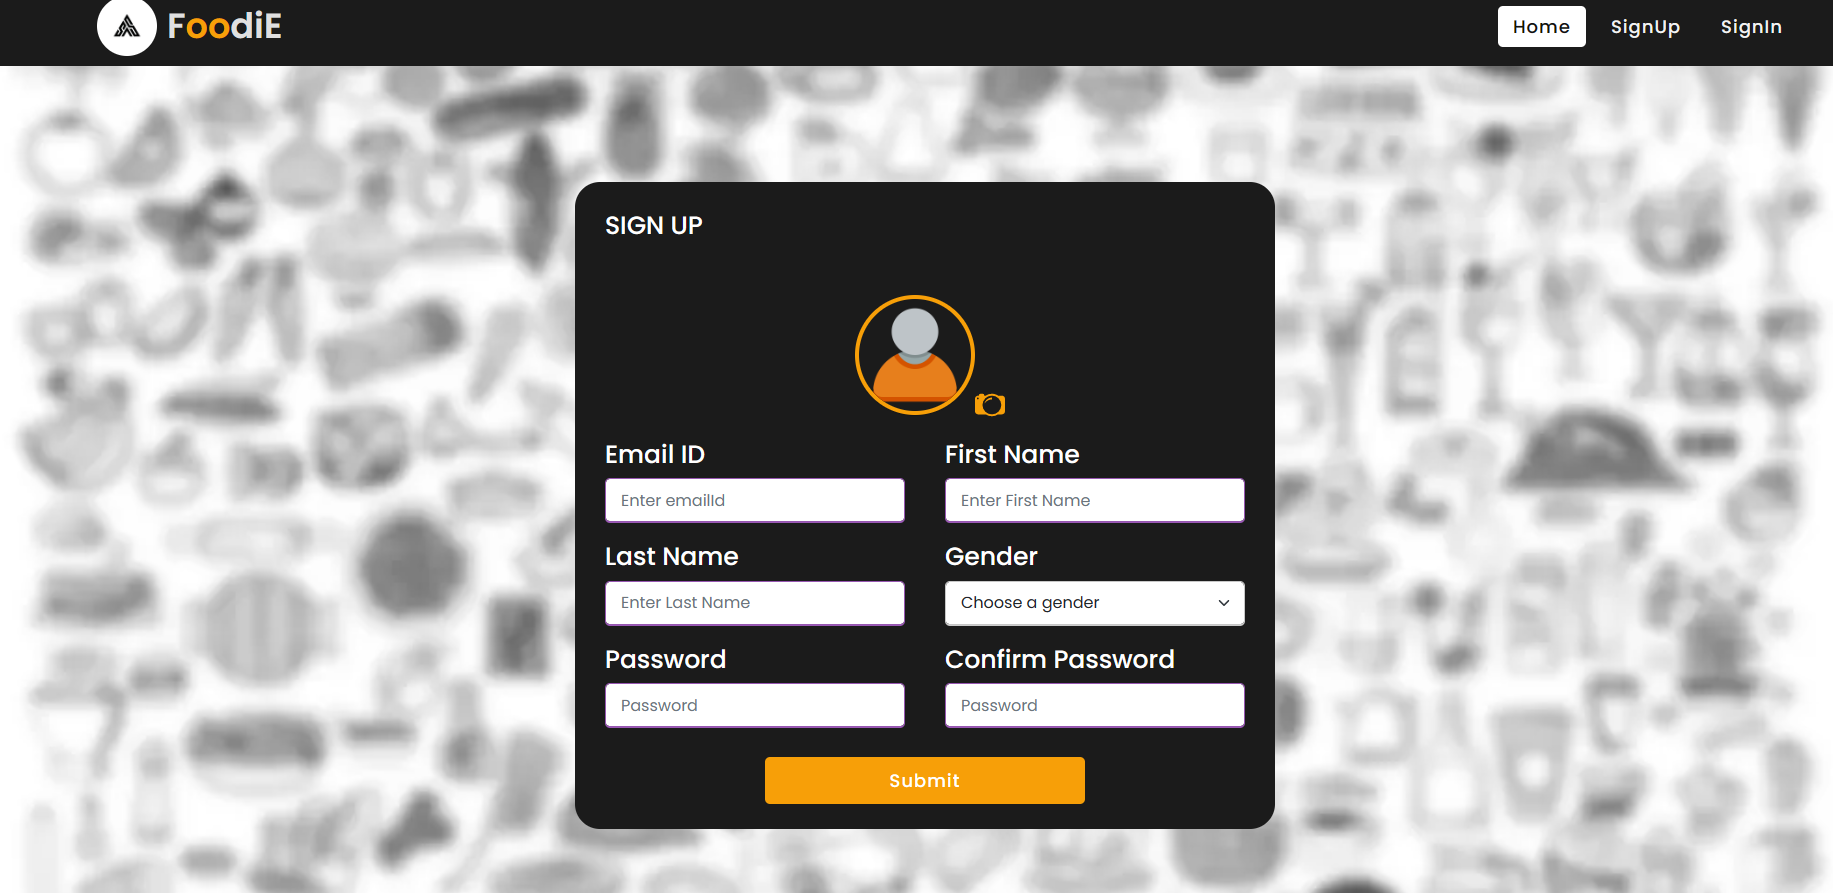 FoodiE
Home SignUp SignIn
SIGN UP
Email ID First Name
Enter emailId Enter First Name
Last Name Gender
Enter Last Name Choose a gender
Password Confirm Password
Password Password
Submit